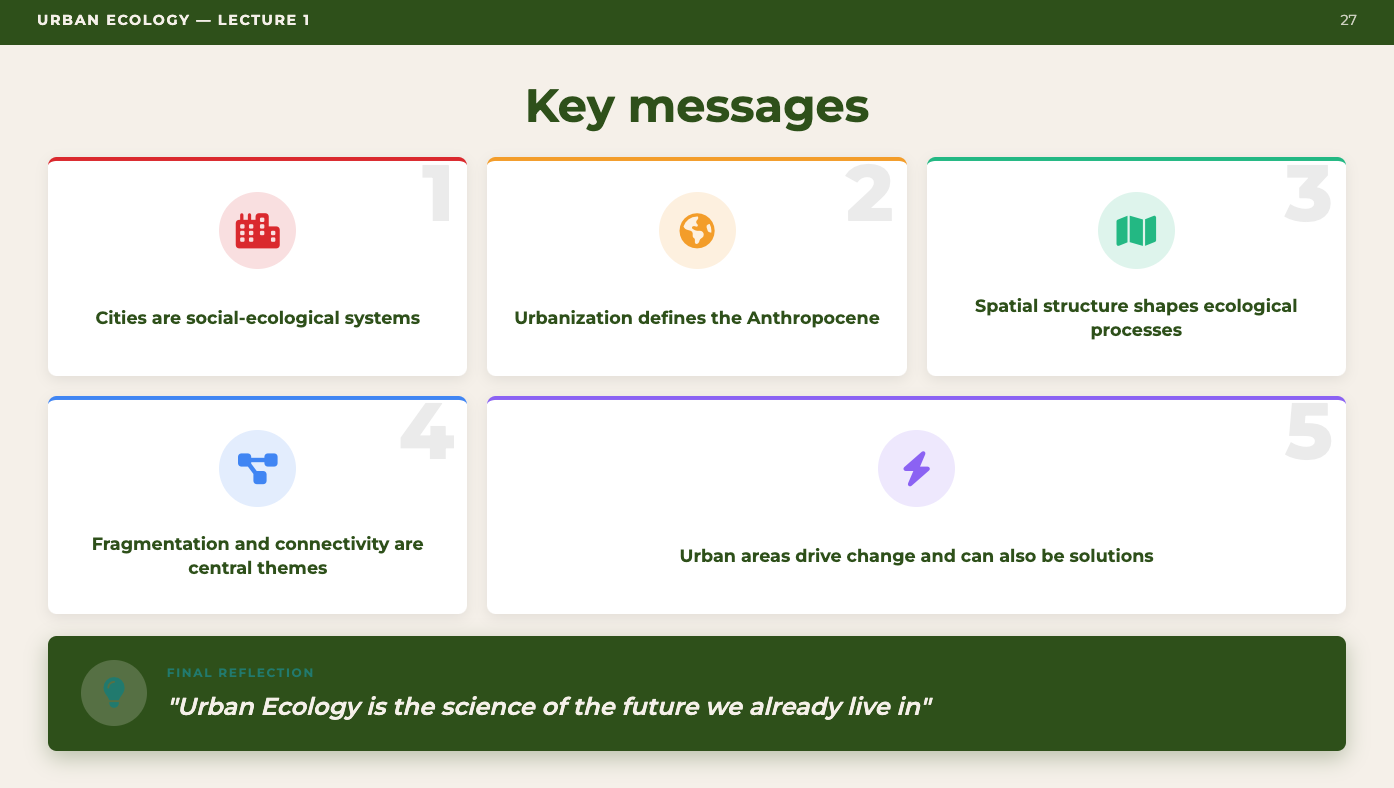 URBAN ECOLOGY — LECTURE 1
27
Key messages
1
Cities are social-ecological systems
2
Urbanization defines the Anthropocene
3
Spatial structure shapes ecological
processes
4
Fragmentation and connectivity are
central themes
5
Urban areas drive change and can also be solutions
FINAL REFLECTION
"Urban Ecology is the science of the future we already live in"